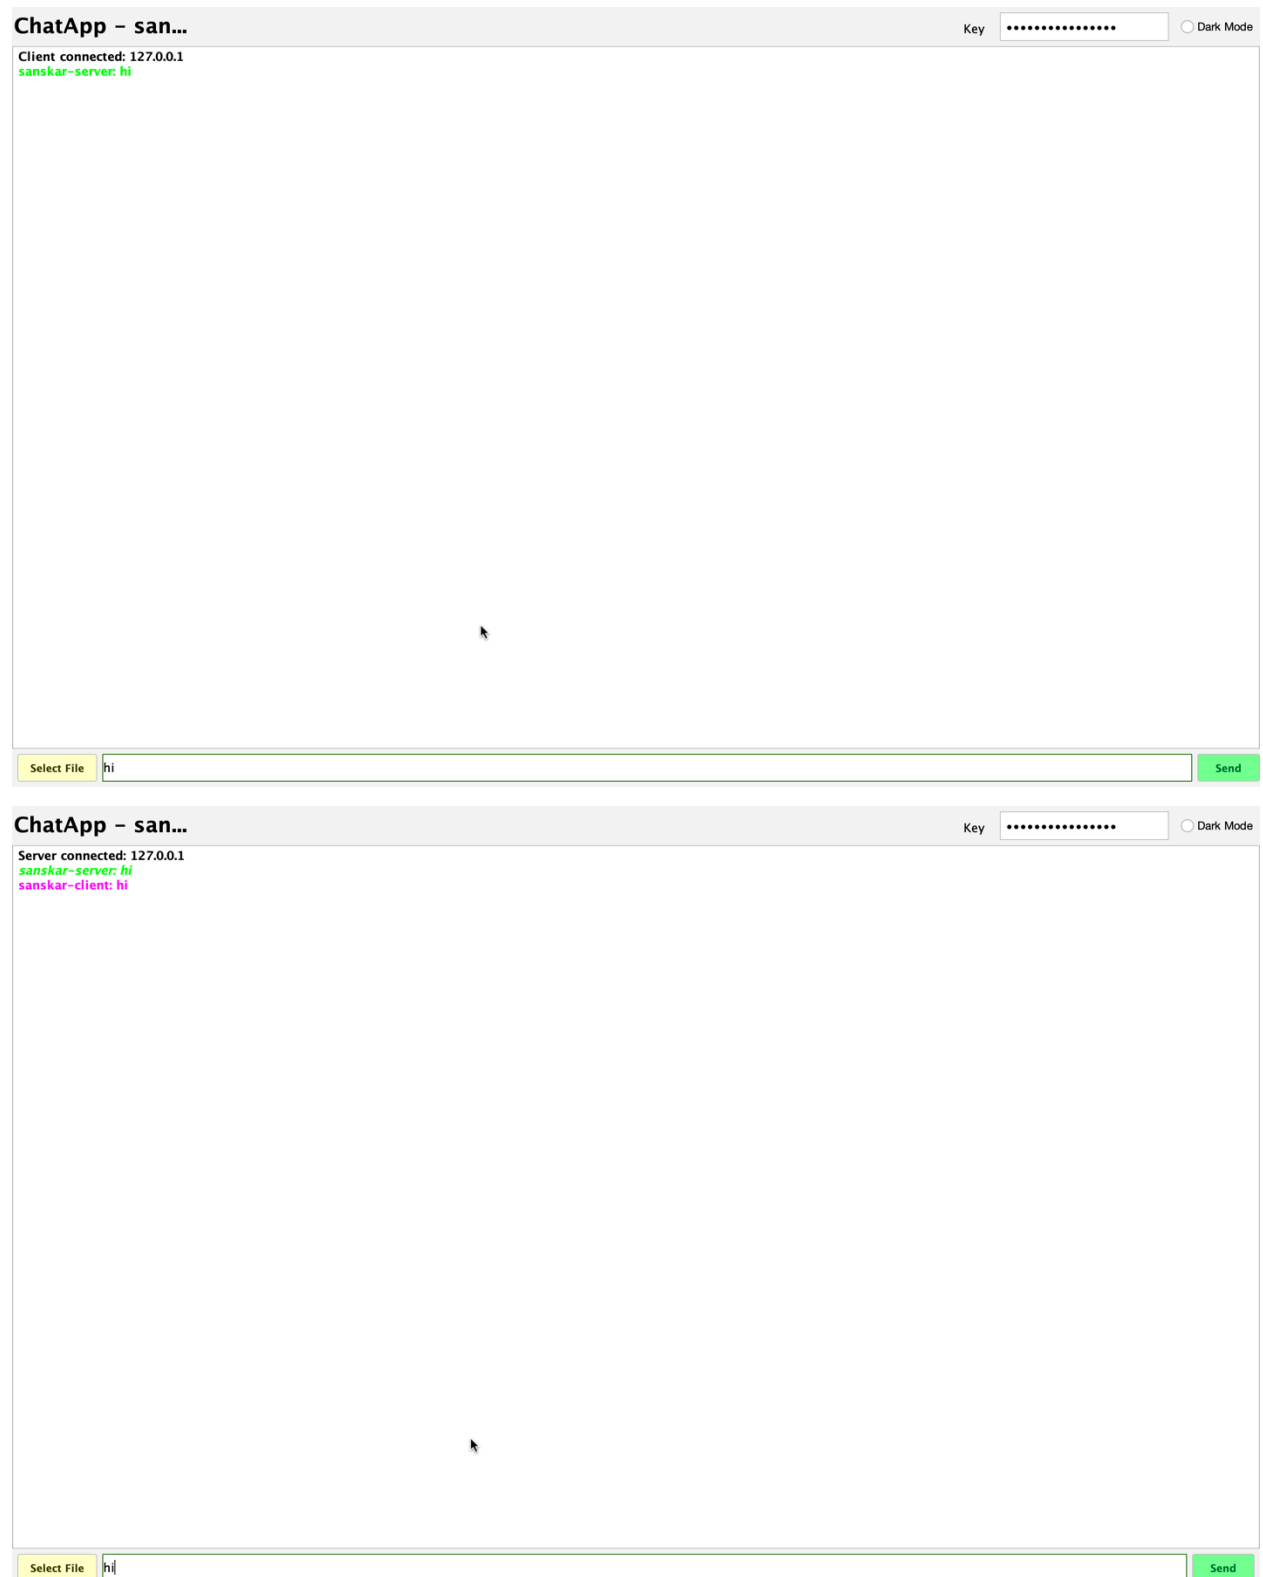 ChatApp – san...
Key ••••••••••••••••
Dark Mode
Client connected: 127.0.0.1
sanskar-server: hi
Select File
hi
Send
ChatApp – san...
Key ••••••••••••••••
Dark Mode
Server connected: 127.0.0.1
sanskar-server: hi
sanskar-client: hi
Select File
hi
Send